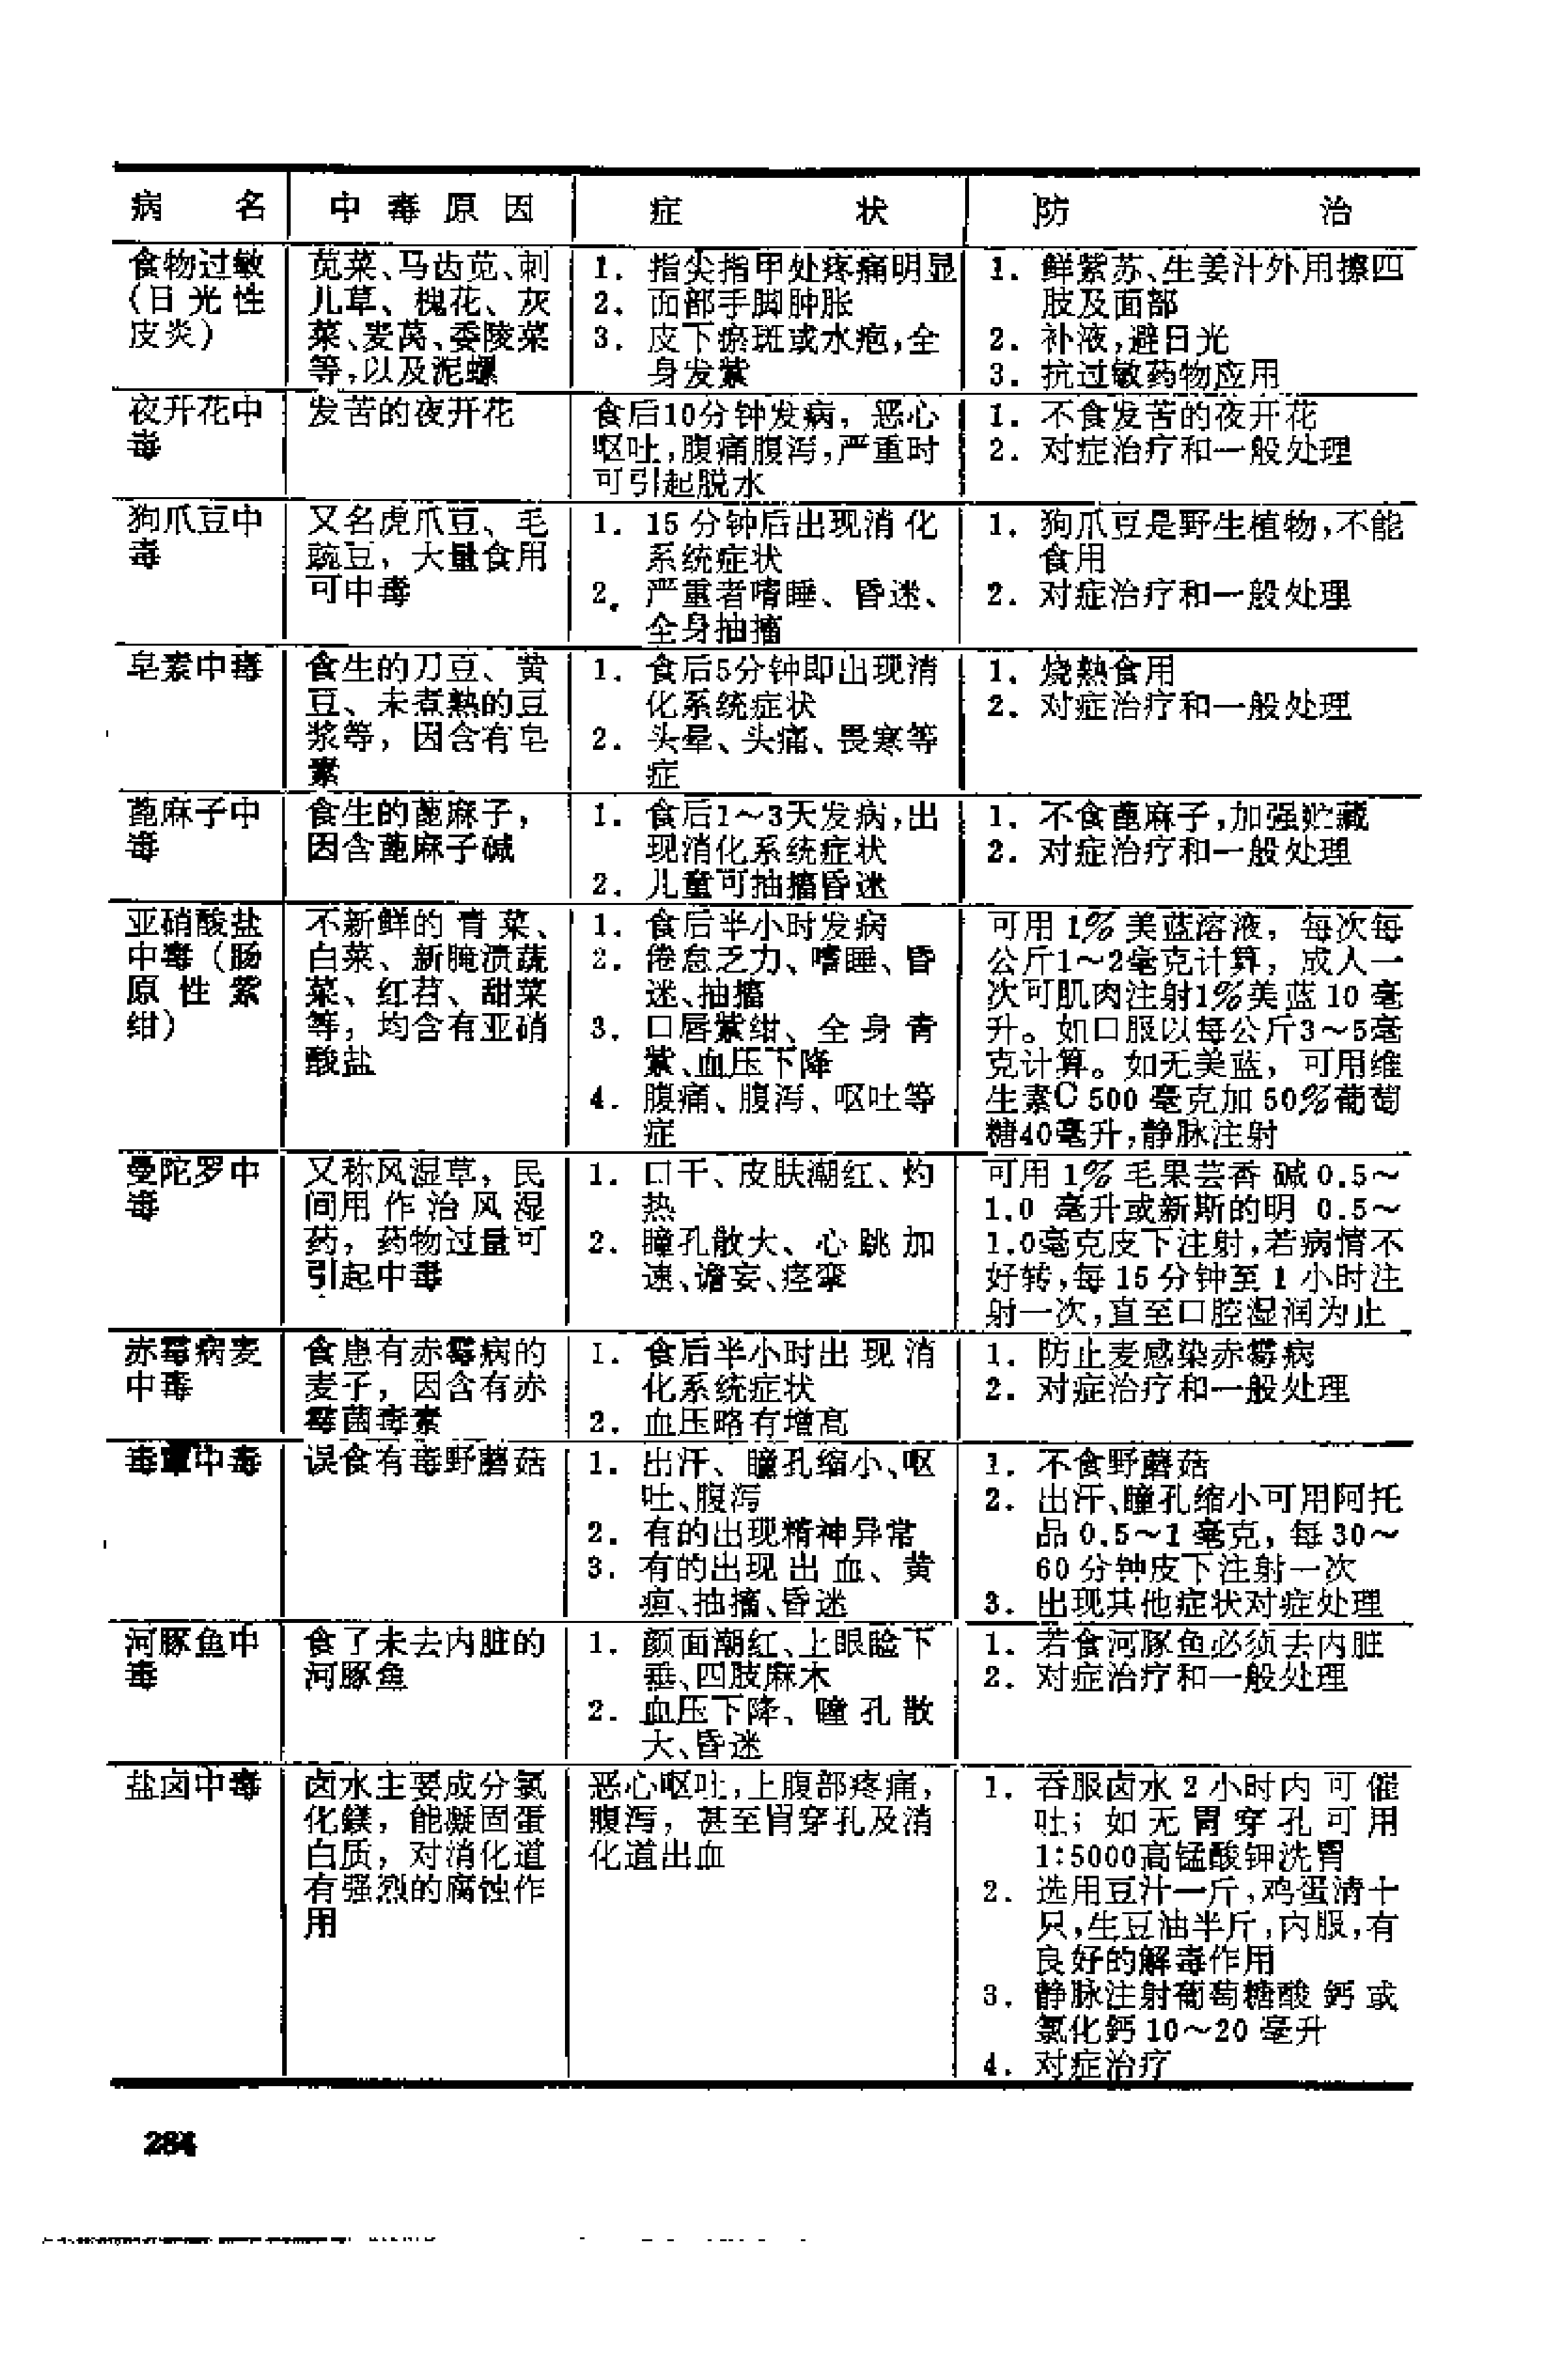 病名 中毒原因 症状 防治
食物过敏
（日光性
皮炎）
苋菜、马齿苋、刺
儿草、槐花、灰
菜、麦莴、委陵菜
等，以及泥螺
1. 指尖指甲处疼痛明显
2. 面部手脚肿胀
3. 皮下瘀斑或水疱，全
身发紫
1. 鲜紫苏、生姜汁外用擦四
肢及面部
2. 补液，避日光
3. 抗过敏药物应用
夜开花中
毒
发苦的夜开花
食后10分钟发病，恶心
呕吐，腹痛腹泻，严重时
可引起脱水
1. 不食发苦的夜开花
2. 对症治疗和一般处理
狗爪豆中
毒
又名虎爪豆、毛
豌豆，大量食用
可中毒
1. 15分钟后出现消化
系统症状
2. 严重者嗜睡、昏迷、
全身抽搐
1. 狗爪豆是野生植物，不能
食用
2. 对症治疗和一般处理
皂素中毒
食生的刀豆、黄
豆、未煮熟的豆
浆等，因含有皂
素
1. 食后5分钟即出现消
化系统症状
2. 头晕、头痛、畏寒等
症
1. 烧熟食用
2. 对症治疗和一般处理
蓖麻子中
毒
食生的蓖麻子，
因含蓖麻子碱
1. 食后1～3天发病，出
现消化系统症状
2. 儿童可抽搐昏迷
1. 不食蓖麻子，加强贮藏
2. 对症治疗和一般处理
亚硝酸盐
中毒（肠
原性紫
绀）
不新鲜的青菜、
白菜、新腌渍蔬
菜、红苕、甜菜
等，均含有亚硝
酸盐
1. 食后半小时发病
2. 倦怠乏力、嗜睡、昏
迷、抽搐
3. 口唇紫绀、全身青
紫、血压下降
4. 腹痛、腹泻、呕吐等
症
可用1％美蓝溶液，每次每
公斤1～2毫克计算，成人一
次可肌肉注射1％美蓝10毫
升。如口服以每公斤3～5毫
克计算。如无美蓝，可用维
生素C 500毫克加50％葡萄
糖40毫升，静脉注射
曼陀罗中
毒
又称风湿草，民
间用作治风湿
药，药物过量可
引起中毒
1. 口干、皮肤潮红、灼
热
2. 瞳孔散大、心跳加
速、谵妄、痉挛
可用1％毛果芸香碱0.5～
1.0毫升或新斯的明0.5～
1.0毫克皮下注射，若病情不
好转，每15分钟至1小时注
射一次，直至口腔湿润为止
赤霉病麦
中毒
食患有赤霉病的
麦子，因含有赤
霉菌毒素
1. 食后半小时出现消
化系统症状
2. 血压略有增高
1. 防止麦感染赤霉病
2. 对症治疗和一般处理
毒蕈中毒
误食有毒野蘑菇
1. 出汗、瞳孔缩小、呕
吐、腹泻
2. 有的出现精神异常
3. 有的出现出血、黄
疸、抽搐、昏迷
1. 不食野蘑菇
2. 出汗、瞳孔缩小可用阿托
品0.5～1毫克，每30～
60分钟皮下注射一次
3. 出现其他症状对症处理
河豚鱼中
毒
食了未去内脏的
河豚鱼
1. 颜面潮红、上眼睑下
垂、四肢麻木
2. 血压下降、瞳孔散
大、昏迷
1. 若食河豚鱼必须去内脏
2. 对症治疗和一般处理
盐卤中毒
卤水主要成分氯
化镁，能凝固蛋
白质，对消化道
有强烈的腐蚀作
用
恶心呕吐，上腹部疼痛，
腹泻，甚至胃穿孔及消
化道出血
1. 吞服卤水2小时内可催
吐；如无胃穿孔可用
1:5000高锰酸钾洗胃
2. 选用豆汁一斤，鸡蛋清十
只，生豆油半斤，内服，有
良好的解毒作用
3. 静脉注射葡萄糖酸钙或
氯化钙10～20毫升
4. 对症治疗
284